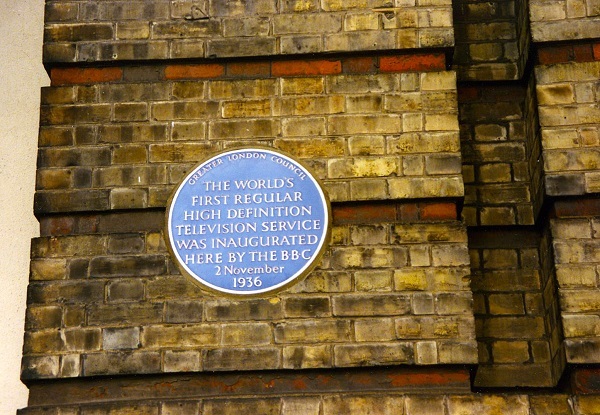 GREATER LONDON COUNCIL
THE WORLD'S
FIRST REGULAR
HIGH DEFINITION
TELEVISION SERVICE
WAS INAUGURATED
HERE BY THE BBC
2 November
1936